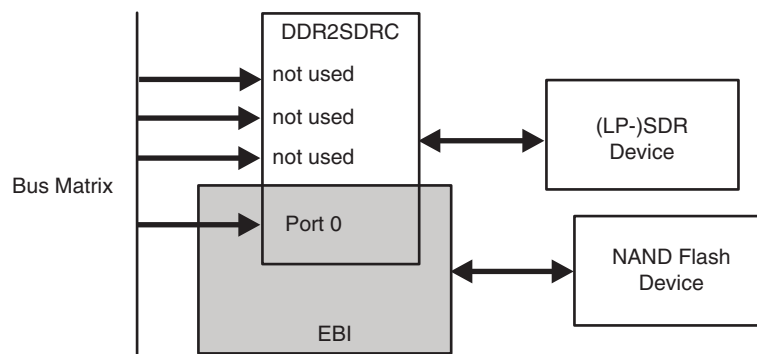 DDR2SDRC
not used
not used
not used
(LP-)SDR
Device
Bus Matrix
Port 0
NAND Flash
Device
EBI